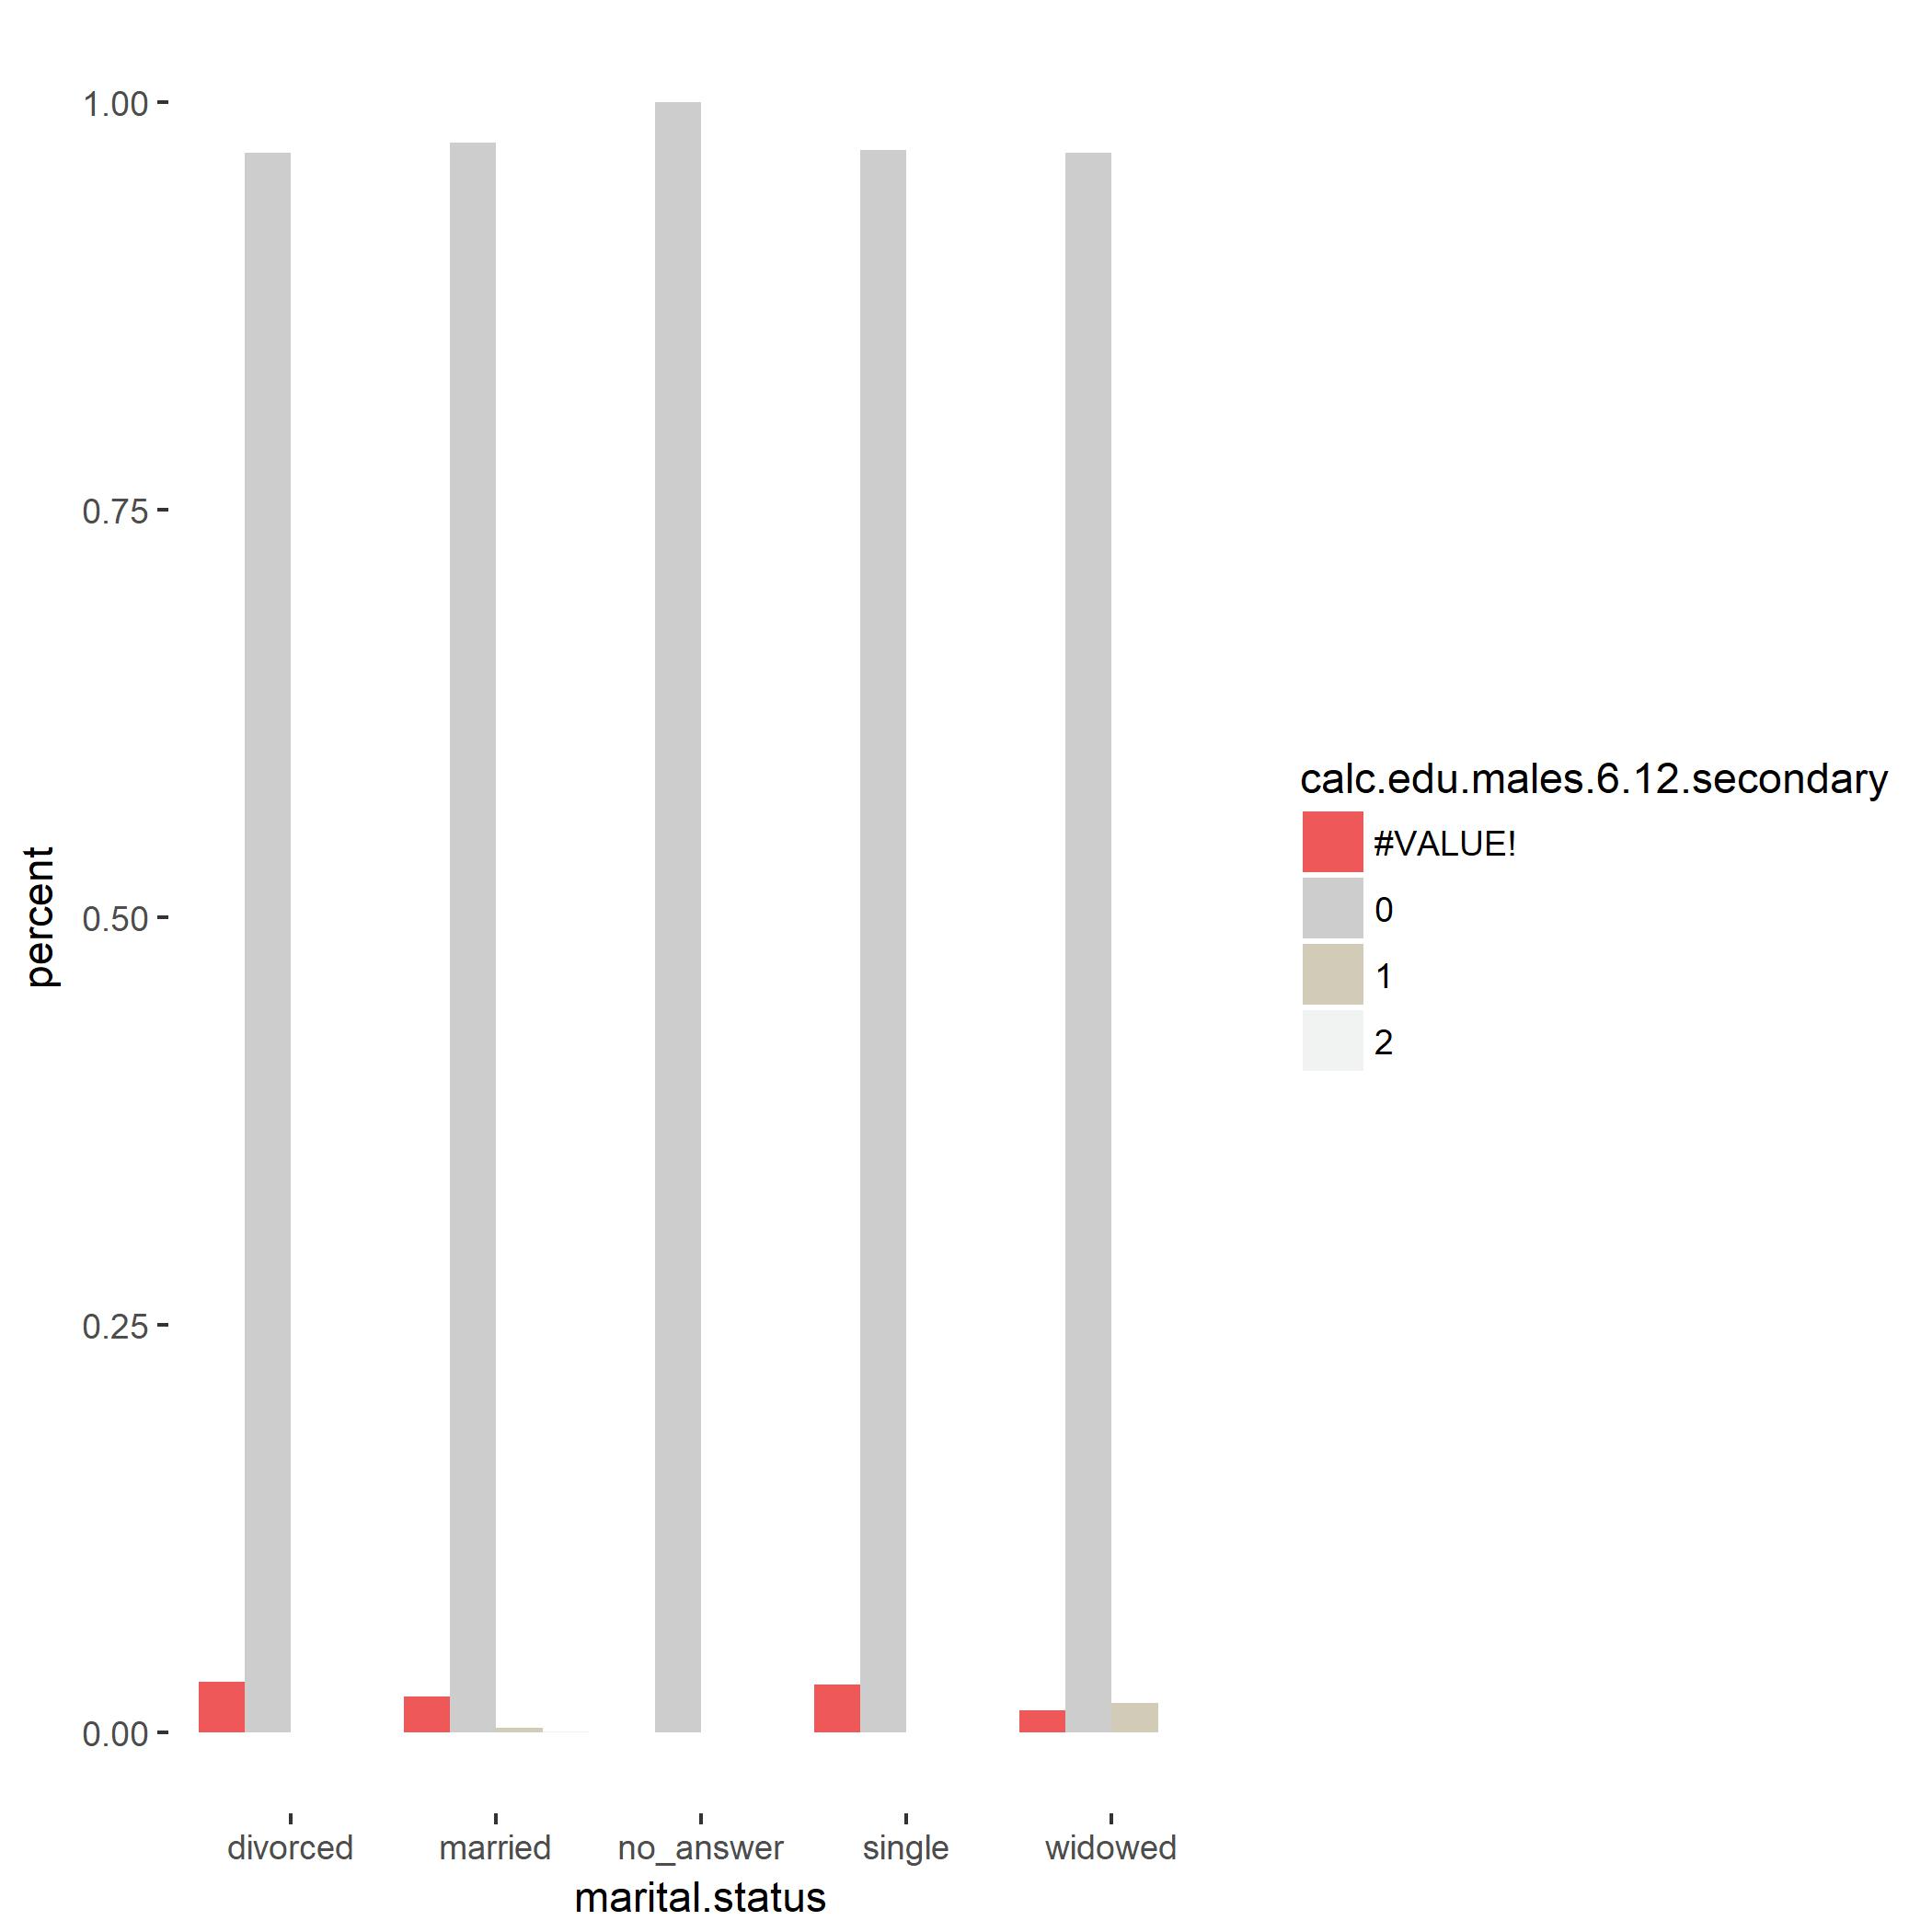 1.00
0.75
0.50
0.25
0.00
percent
divorced married no_answer single widowed
marital.status
calc.edu.males.6.12.secondary
#VALUE!
0
1
2